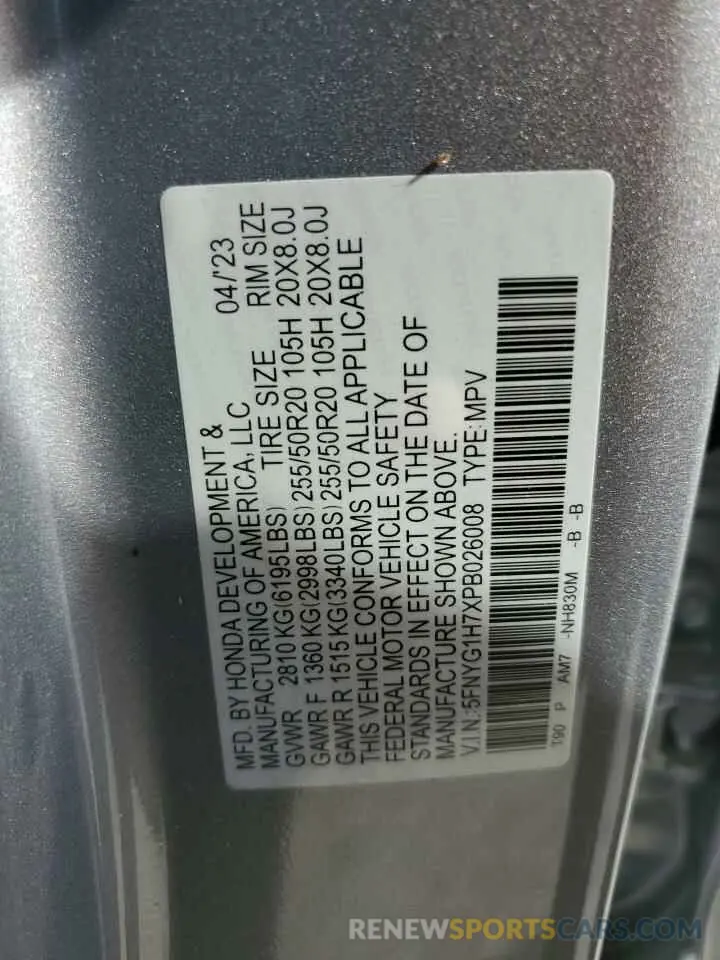 MFD. BY HONDA DEVELOPMENT &
MANUFACTURING OF AMERICA, LLC 04/'23
TIRE SIZE RIM SIZE
GVWR 2810 KG(6195LBS)
GAWR F 1360 KG(2998LBS) 255/50R20 105H 20X8.0J
GAWR R 1515 KG(3340LBS) 255/50R20 105H 20X8.0J
THIS VEHICLE CONFORMS TO ALL APPLICABLE
FEDERAL MOTOR VEHICLE SAFETY
STANDARDS IN EFFECT ON THE DATE OF
MANUFACTURE SHOWN ABOVE.
V.I.N.:5FNYG1H7XPB026008 TYPE:MPV
T90 P AM7 -NH830M -B -B
RENEWSPORTSCARS.COM